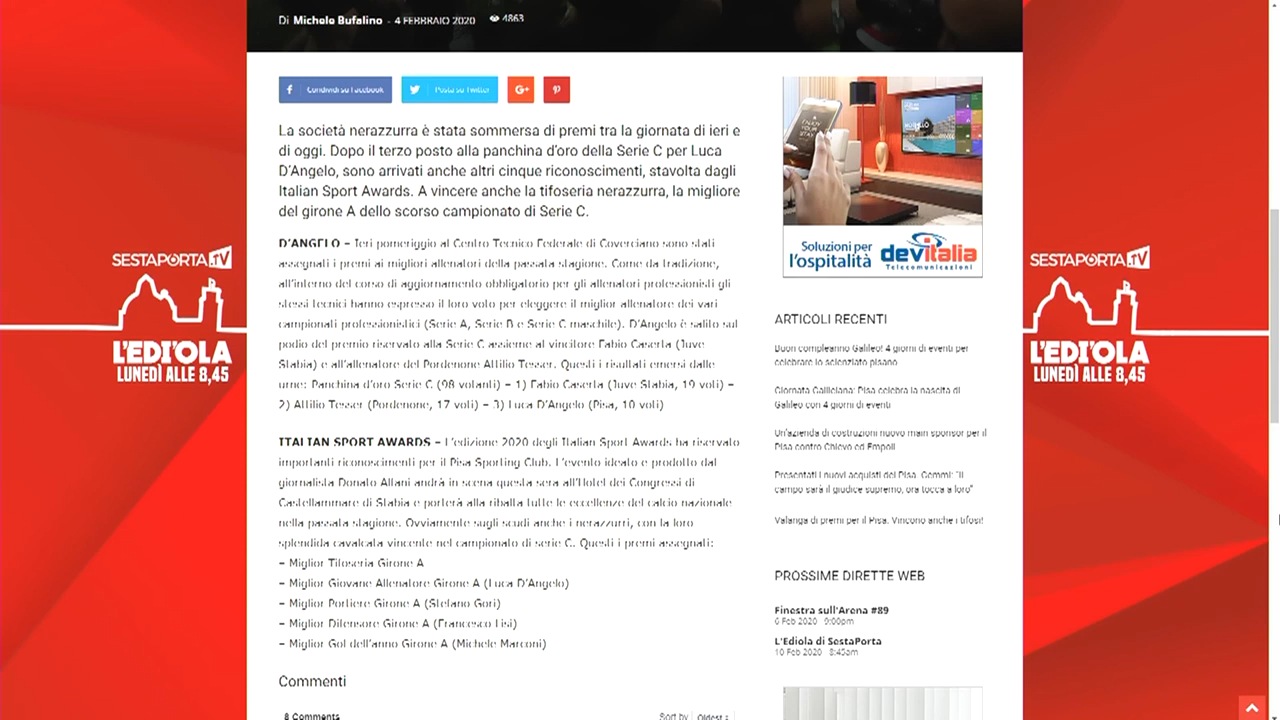 Di Michele Bufalino - 4 FEBBRAIO 2020 4863
Condividi su Facebook
Posta su Twitter
G+
La società nerazzurra è stata sommersa di premi tra la giornata di ieri e
di oggi. Dopo il terzo posto alla panchina d'oro della Serie C per Luca
D'Angelo, sono arrivati anche altri cinque riconoscimenti, stavolta dagli
Italian Sport Awards. A vincere anche la tifoseria nerazzurra, la migliore
del girone A dello scorso campionato di Serie C.
D'ANGELO – Ieri pomeriggio al Centro Tecnico Federale di Coverciano sono stati
assegnati i premi ai migliori allenatori della passata stagione. Come da tradizione,
all'interno del corso di aggiornamento obbligatorio per gli allenatori professionisti gli
stessi tecnici hanno espresso il loro voto per eleggere il miglior allenatore dei vari
campionati professionistici (Serie A, Serie B e Serie C maschile). D'Angelo è salito sul
podio del premio riservato alla Serie C assieme al vincitore Fabio Caserta (Juve
Stabia) e all'allenatore del Pordenone Attilio Tesser. Questi i risultati emersi dalle
urne: Panchina d'oro Serie C (98 votanti) – 1) Fabio Caserta (Juve Stabia, 19 voti) –
2) Attilio Tesser (Pordenone, 17 voti) – 3) Luca D'Angelo (Pisa, 10 voti)
ITALIAN SPORT AWARDS – L'edizione 2020 degli Italian Sport Awards ha riservato
importanti riconoscimenti per il Pisa Sporting Club. L'evento ideato e prodotto dal
giornalista Donato Alfani andrà in scena questa sera all'Hotel dei Congressi di
Castellammare di Stabia e porterà alla ribalta tutte le eccellenze del calcio nazionale
nella passata stagione. Ovviamente sugli scudi anche i nerazzurri, con la loro
splendida cavalcata vincente nel campionato di serie C. Questi i premi assegnati:
– Miglior Tifoseria Girone A
– Miglior Giovane Allenatore Girone A (Luca D'Angelo)
– Miglior Portiere Girone A (Stefano Gori)
– Miglior Difensore Girone A (Francesco Lisi)
– Miglior Gol dell'anno Girone A (Michele Marconi)
Commenti
8 Comments
Sort by Oldest
ENJOY
YOUR
STAY
Soluzioni per
l'ospitalità
devitalia
Telecomunicazioni
ARTICOLI RECENTI
Buon compleanno Galileo! 4 giorni di eventi per
celebrare lo scienziato pisano
Giornata Galileiana: Pisa celebra la nascita di
Galileo con 4 giorni di eventi
Un'azienda di costruzioni nuovo main sponsor per il
Pisa contro Chievo ed Empoli
Presentati i nuovi acquisti del Pisa. Gemmi: "Il
campo sarà il giudice supremo, ora tocca a loro"
Valanga di premi per il Pisa. Vincono anche i tifosi!
PROSSIME DIRETTE WEB
Finestra sull'Arena #89
6 Feb 2020 9:00pm
L'Ediola di SestaPorta
10 Feb 2020 8:45am
SESTAPORTA.TV
L'EDI'OLA
LUNEDÌ ALLE 8,45
SESTAPORTA.TV
L'EDI'OLA
LUNEDÌ ALLE 8,45